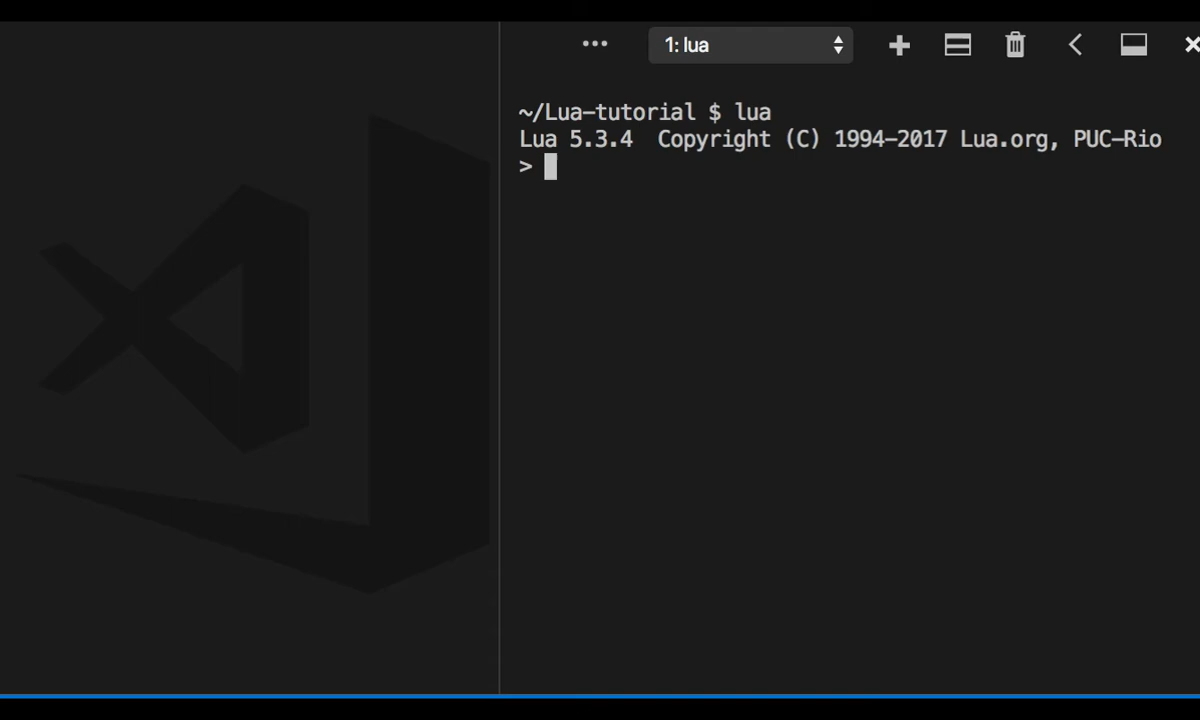 1: lua
~/Lua-tutorial $ lua
Lua 5.3.4  Copyright (C) 1994-2017 Lua.org, PUC-Rio
>